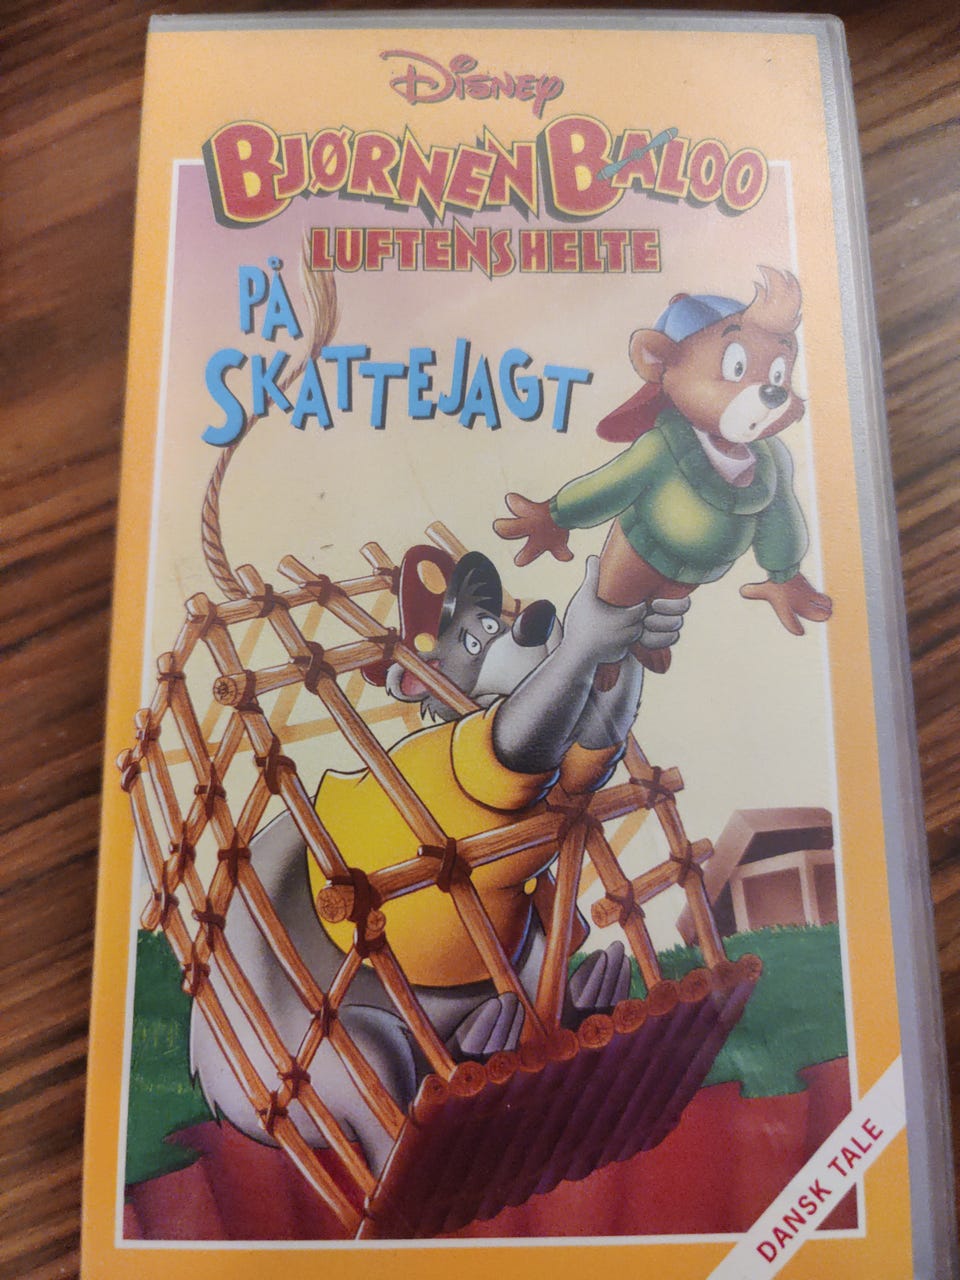 Disney
BJØRNEN BALOO
LUFTENS HELTE
PÅ
SKATTEJAGT
DANSK TALE